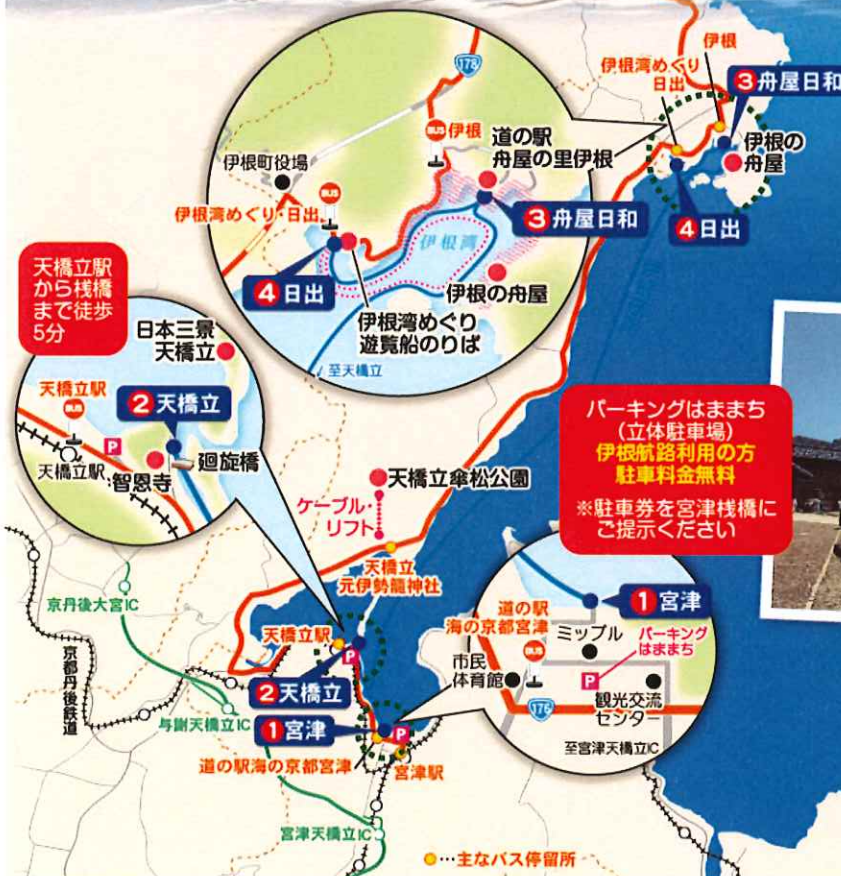 178
BUS 伊根
道の駅
舟屋の里伊根
伊根町役場
BUS
伊根湾めぐり・日出
3 舟屋日和
伊根湾
4 日出
伊根の舟屋
伊根湾めぐり
遊覧船のりば
至天橋立
伊根
伊根湾めぐり
日出
3 舟屋日和
伊根の
舟屋
4 日出
天橋立駅
から桟橋
まで徒歩
5分
日本三景
天橋立
天橋立駅
BUS
2 天橋立
P
天橋立駅
智恩寺
廻旋橋
パーキングはままち
(立体駐車場)
伊根航路利用の方
駐車料金無料
※駐車券を宮津桟橋に
ご提示ください
天橋立傘松公園
ケーブル・
リフト
天橋立
元伊勢籠神社
京丹後大宮IC
京都丹後鉄道
与謝天橋立IC
天橋立駅
P
2 天橋立
1 宮津
P
道の駅海の京都宮津
宮津駅
宮津天橋立IC
1 宮津
道の駅
海の京都宮津
BUS
ミップル
パーキング
はままち
P
市民
体育館
176
観光交流
センター
至宮津天橋立IC
…主なバス停留所